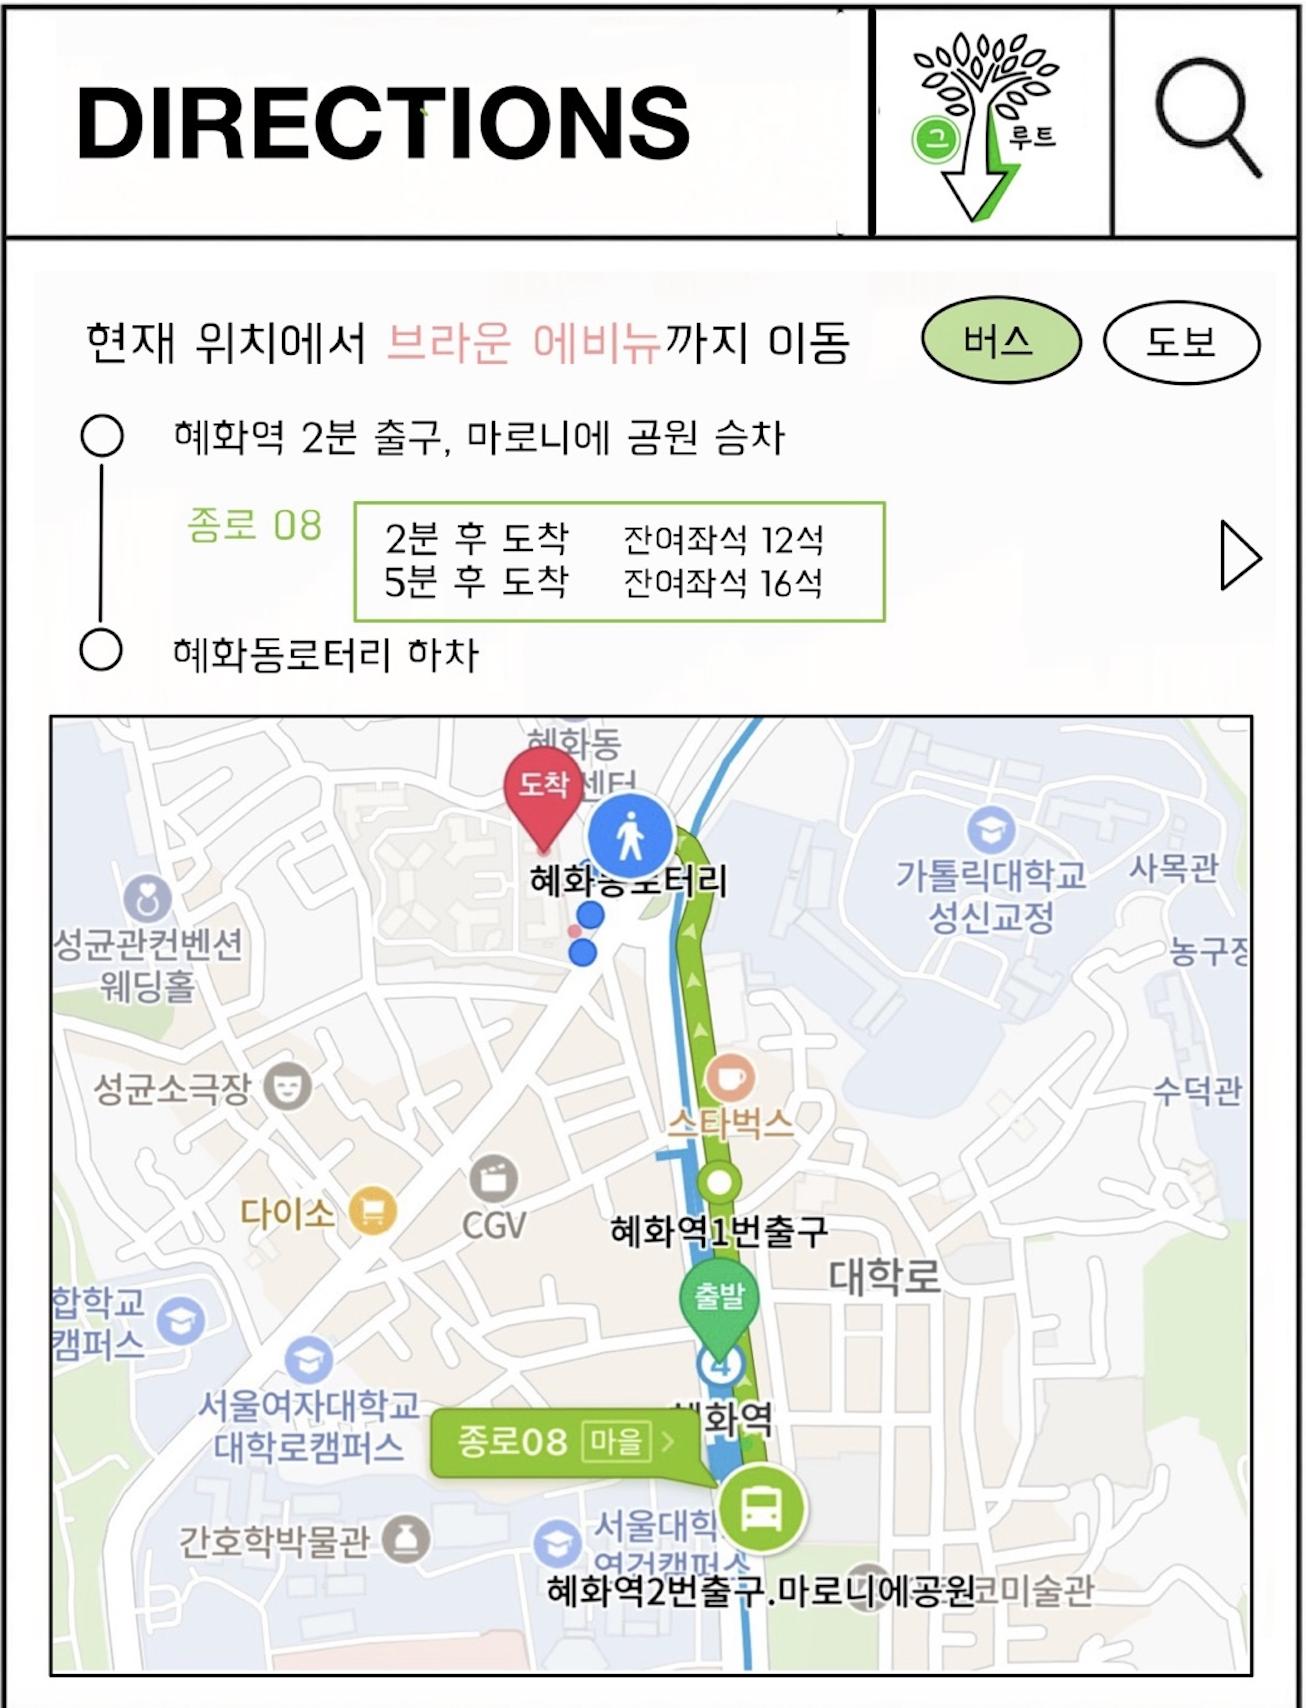 DIRECTIONS
그 루트
현재 위치에서 브라운 에비뉴까지 이동
버스
도보
혜화역 2분 출구, 마로니에 공원 승차
종로 08
2분 후 도착 잔여좌석 12석
5분 후 도착 잔여좌석 16석
혜화동로터리 하차
혜화동
센터
도착
혜화동로터리
가톨릭대학교
성신교정
사목관
농구장
성균관컨벤션
웨딩홀
성균소극장
수덕관
스타벅스
다이소
CGV
혜화역1번출구
대학로
출발
4
합학교
캠퍼스
서울여자대학교
대학로캠퍼스
혜화역
종로08 마을
간호학박물관
서울대학
연건캠퍼스
혜화역2번출구.마로니에공원
코미술관